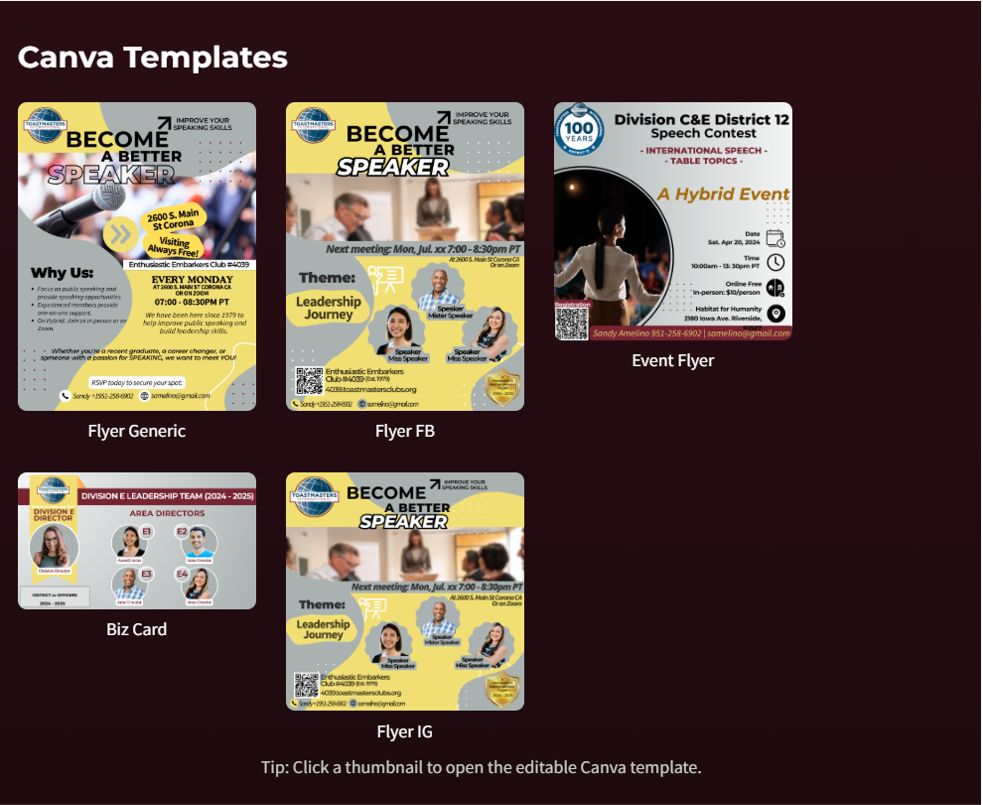 Canva Templates
TOASTMASTERS
INTERNATIONAL
IMPROVE YOUR
SPEAKING SKILLS
BECOME
A BETTER
SPEAKER
2600 S. Main
St Corona
Visiting
Always Free!
Enthusiastic Embarkers Club #4039
Why Us:
Focus on public speaking and
provide speaking opportunities
Experienced members provide
one-on-one support.
On Hybrid. Join us in person or on
Zoom.
EVERY MONDAY
AT 2600 S. MAIN ST CORONA
CA OR ON ZOOM
07:00 - 08:30PM PT
We have been here since 1979 to
help improve public speaking and
build leadership skills.
Whether you're a recent graduate, a career changer, or
someone with a passion for SPEAKING, we want to meet YOU!
RSVP today to secure your spot:
Sandy +1951-258-6902
samelino@gmail.com
Flyer Generic
TOASTMASTERS
IMPROVE YOUR
SPEAKING SKILLS
BECOME
A BETTER
SPEAKER
Next meeting: Mon, Jul. xx 7:00 - 8:30pm PT
At 2600 S. Main St Corona CA
Or on Zoom
Theme:
Leadership
Journey
Speaker
Mister Speaker
Speaker
Miss Speaker
Speaker
Miss Speaker
Enthusiastic Embarkers
Club #4039 (Est. 1979)
4039.toastmastersclubs.org
Sandy +1951-258-6902
samelino@gmail.com
Flyer FB
100
YEARS
Division C&E District 12
Speech Contest
- INTERNATIONAL SPEECH -
- TABLE TOPICS -
A Hybrid Event
Date
Sat. Apr 20, 2024
Time
10:00am - 13:30pm PT
Online Free
In-person: $10/person
Habitat for Humanity
2180 Iowa Ave. Riverside,
Registration
Sandy Amelino 951-258-6902 | samelino@gmail.com
Event Flyer
DIVISION E LEADERSHIP TEAM (2024 - 2025)
DIVISION E
DIRECTOR
Division Director
AREA DIRECTORS
E1
E2
E3
E4
Area Director
DISTRICT 12 OFFICERS
2024 - 2025
Biz Card
TOASTMASTERS
IMPROVE YOUR
SPEAKING SKILLS
BECOME
A BETTER
SPEAKER
Next meeting: Mon, Jul. xx 7:00 - 8:30pm PT
At 2600 S. Main St Corona CA
Or on Zoom
Theme:
Leadership
Journey
Speaker
Mister Speaker
Speaker
Miss Speaker
Speaker
Miss Speaker
Enthusiastic Embarkers
Club #4039 (Est. 1979)
4039.toastmastersclubs.org
Sandy +1951-258-6902
samelino@gmail.com
Flyer IG
Tip: Click a thumbnail to open the editable Canva template.